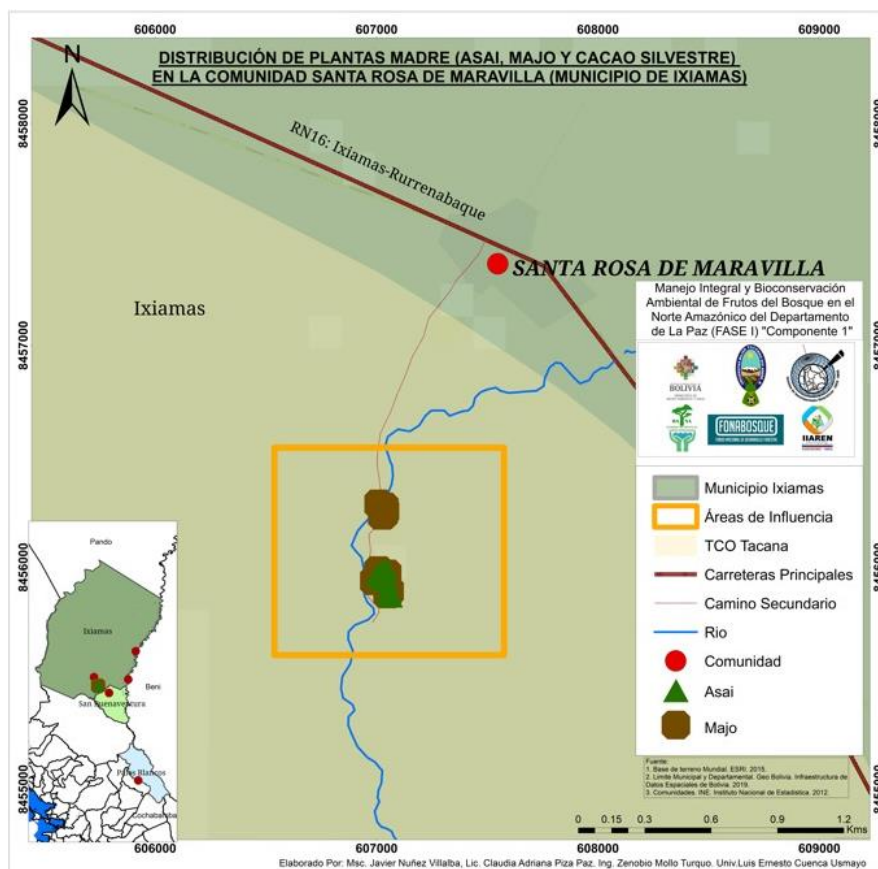 606000 607000 608000 609000
DISTRIBUCIÓN DE PLANTAS MADRE (ASAI, MAJO Y CACAO SILVESTRE)
EN LA COMUNIDAD SANTA ROSA DE MARAVILLA (MUNICIPIO DE IXIAMAS)
N
8458000
8458000
RN16: Ixiamas-Rurrenabaque
SANTA ROSA DE MARAVILLA
Ixiamas
Manejo Integral y Bioconservación
Ambiental de Frutos del Bosque en el
Norte Amazónico del Departamento
de La Paz (FASE I) "Componente 1"
8457000
8457000
BOLIVIA
FONABOSQUE
IIAREN
Municipio Ixiamas
Áreas de Influencia
TCO Tacana
Carreteras Principales
Camino Secundario
Rio
Comunidad
Asai
Majo
8456000
8456000
Pando
Ixiamas
Beni
San Buenaventura
Palos Blancos
Cochabamba
Fuente:
1. Base de terreno Mundial. ESRI. 2015.
2. Limite Municipal y Departamental. Geo Bolivia. Infraestructura de
Datos Espaciales de Bolivia. 2019.
3. Comunidades. INE. Instituto Nacional de Estadistica. 2012.
8455000
8455000
0 0.15 0.3 0.6 0.9 1.2
Kms
606000 607000 608000 609000
Elaborado Por: Msc. Javier Nuñez Villalba, Lic. Claudia Adriana Piza Paz. Ing. Zenobio Mollo Turquo. Univ.Luis Ernesto Cuenca Usmayo